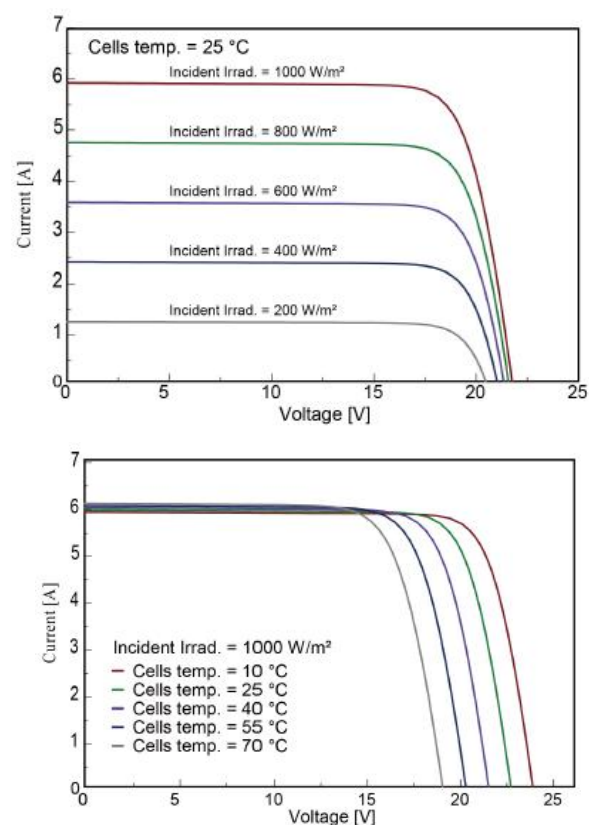 7
Cells temp. = 25 °C
6
Incident Irrad. = 1000 W/m²
5
Incident Irrad. = 800 W/m²
4
Incident Irrad. = 600 W/m²
3
Incident Irrad. = 400 W/m²
2
Incident Irrad. = 200 W/m²
1
0
Current [A]
0 5 10 15 20 25
Voltage [V]
7
6
5
4
3
2
1
0
Current [A]
Incident Irrad. = 1000 W/m²
Cells temp. = 10 °C
Cells temp. = 25 °C
Cells temp. = 40 °C
Cells temp. = 55 °C
Cells temp. = 70 °C
0 5 10 15 20 25
Voltage [V]